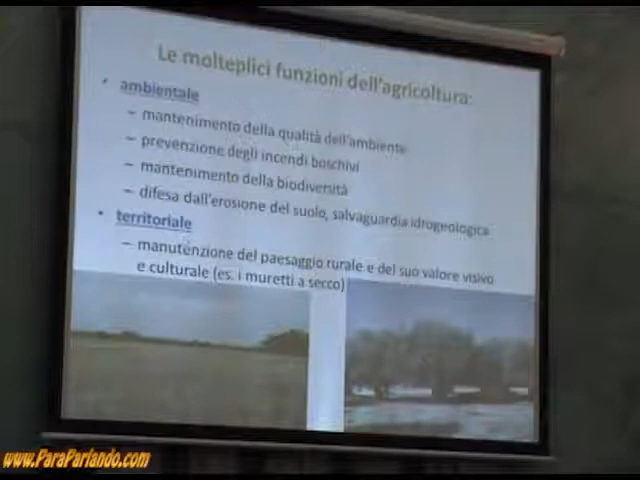 Le molteplici funzioni dell'agricoltura:
• ambientale
– mantenimento della qualità dell'ambiente
– prevenzione degli incendi boschivi
– mantenimento della biodiversità
– difesa dall'erosione del suolo, salvaguardia idrogeologica
• territoriale
– manutenzione del paesaggio rurale e del suo valore visivo
e culturale (es. i muretti a secco)
www.ParaParlando.com